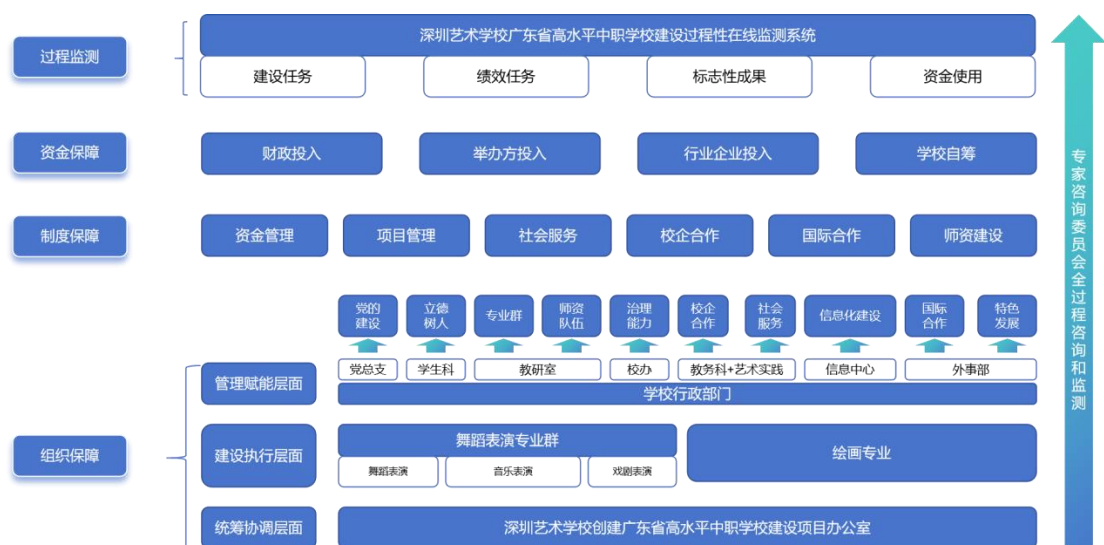 深圳艺术学校广东省高水平中职学校建设过程性在线监测系统
过程监测
建设任务
绩效任务
标志性成果
资金使用
资金保障
财政投入
举办方投入
行业企业投入
学校自筹
制度保障
资金管理
项目管理
社会服务
校企合作
国际合作
师资建设
党的
建设
立德
树人
专业群
师资
队伍
治理
能力
校企
合作
社会
服务
信息化建设
国际
合作
特色
发展
管理赋能层面
党总支
学生科
教研室
校办
教务科+艺术实践
信息中心
外事部
学校行政部门
组织保障
建设执行层面
舞蹈表演专业群
舞蹈表演
音乐表演
戏剧表演
绘画专业
统筹协调层面
深圳艺术学校创建广东省高水平中职学校建设项目办公室
专家咨询委员会全过程咨询和监测